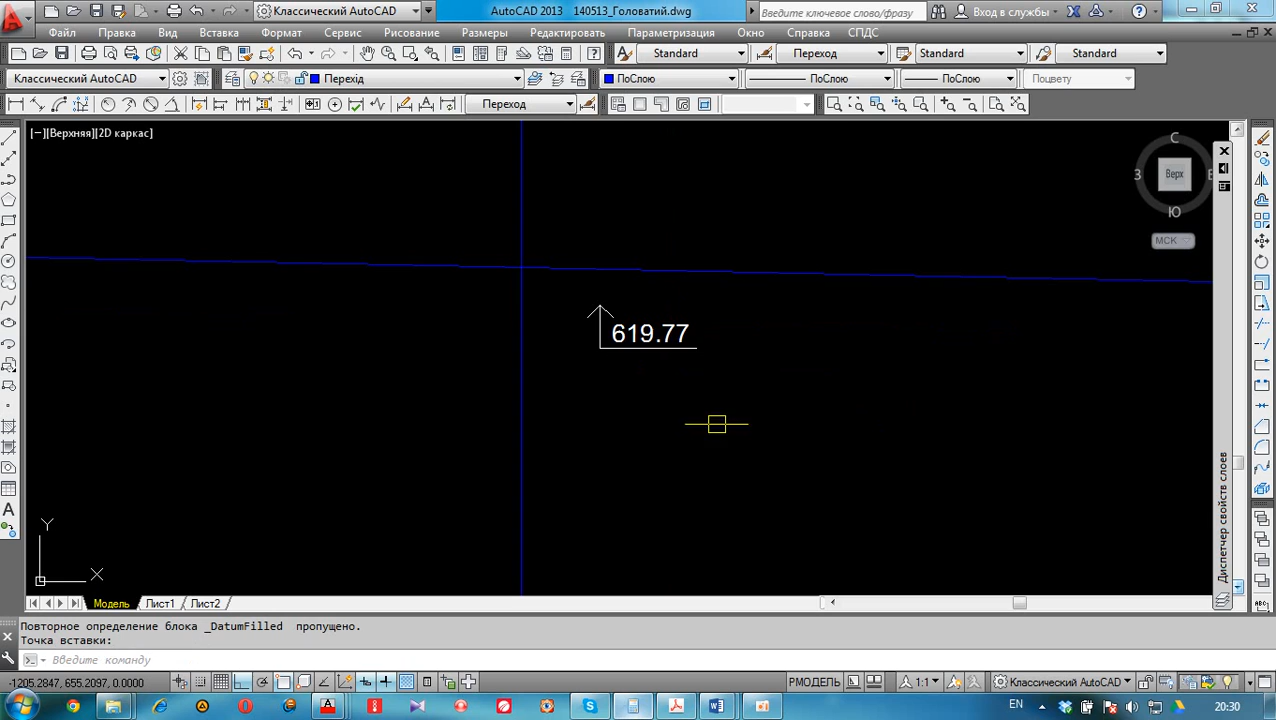 Классический AutoCAD
AutoCAD 2013 140513_Головатий.dwg
Введите ключевое слово/фразу
Вход в службы
Файл Правка Вид Вставка Формат Сервис Рисование Размеры Редактировать Параметризация Окно Справка СПДС
Standard Переход Standard Standard
Классический AutoCAD Перехід ПоСлою ПоСлою ПоСлою Поцвету
Переход
[−][Верхняя][2D каркас]
С
З Верх В
Ю
МСК
619.77
Диспетчер свойств слоев
Y
X
Модель Лист1 Лист2
Повторное определение блока _DatumFilled пропущено.
Точка вставки:
Введите команду
-1205.2847, 655.2097, 0.0000 РМОДЕЛЬ 1:1 Классический AutoCAD
EN 20:30